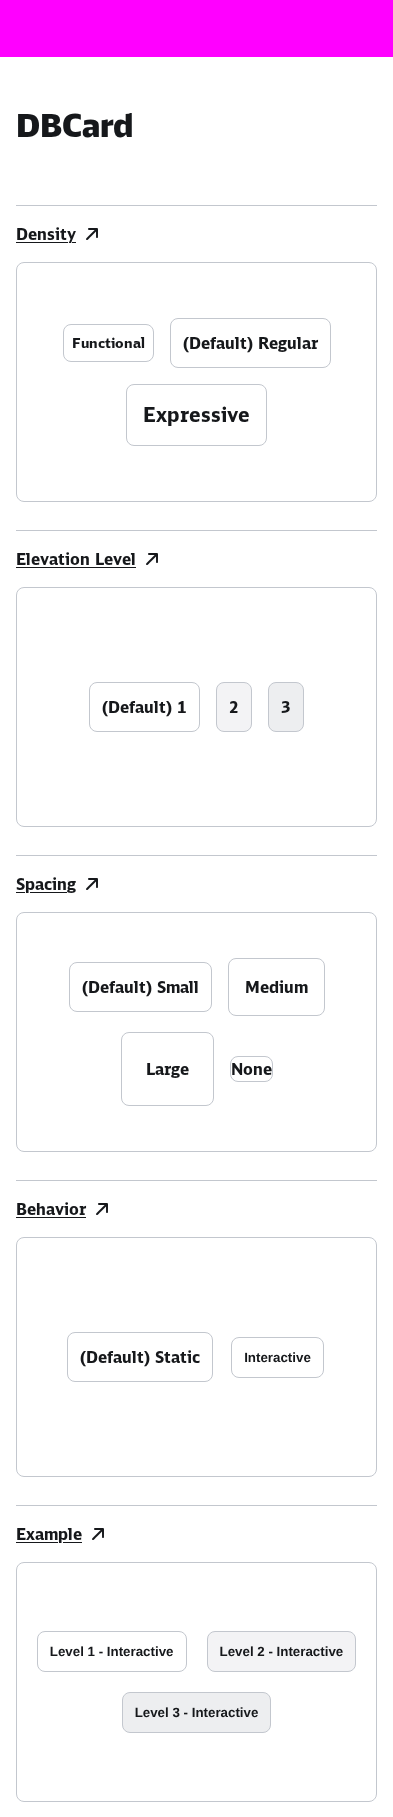 DBCard
Density
Functional
(Default) Regular
Expressive
Elevation Level
(Default) 1
2
3
Spacing
(Default) Small
Medium
Large
None
Behavior
(Default) Static
Interactive
Example
Level 1 - Interactive
Level 2 - Interactive
Level 3 - Interactive